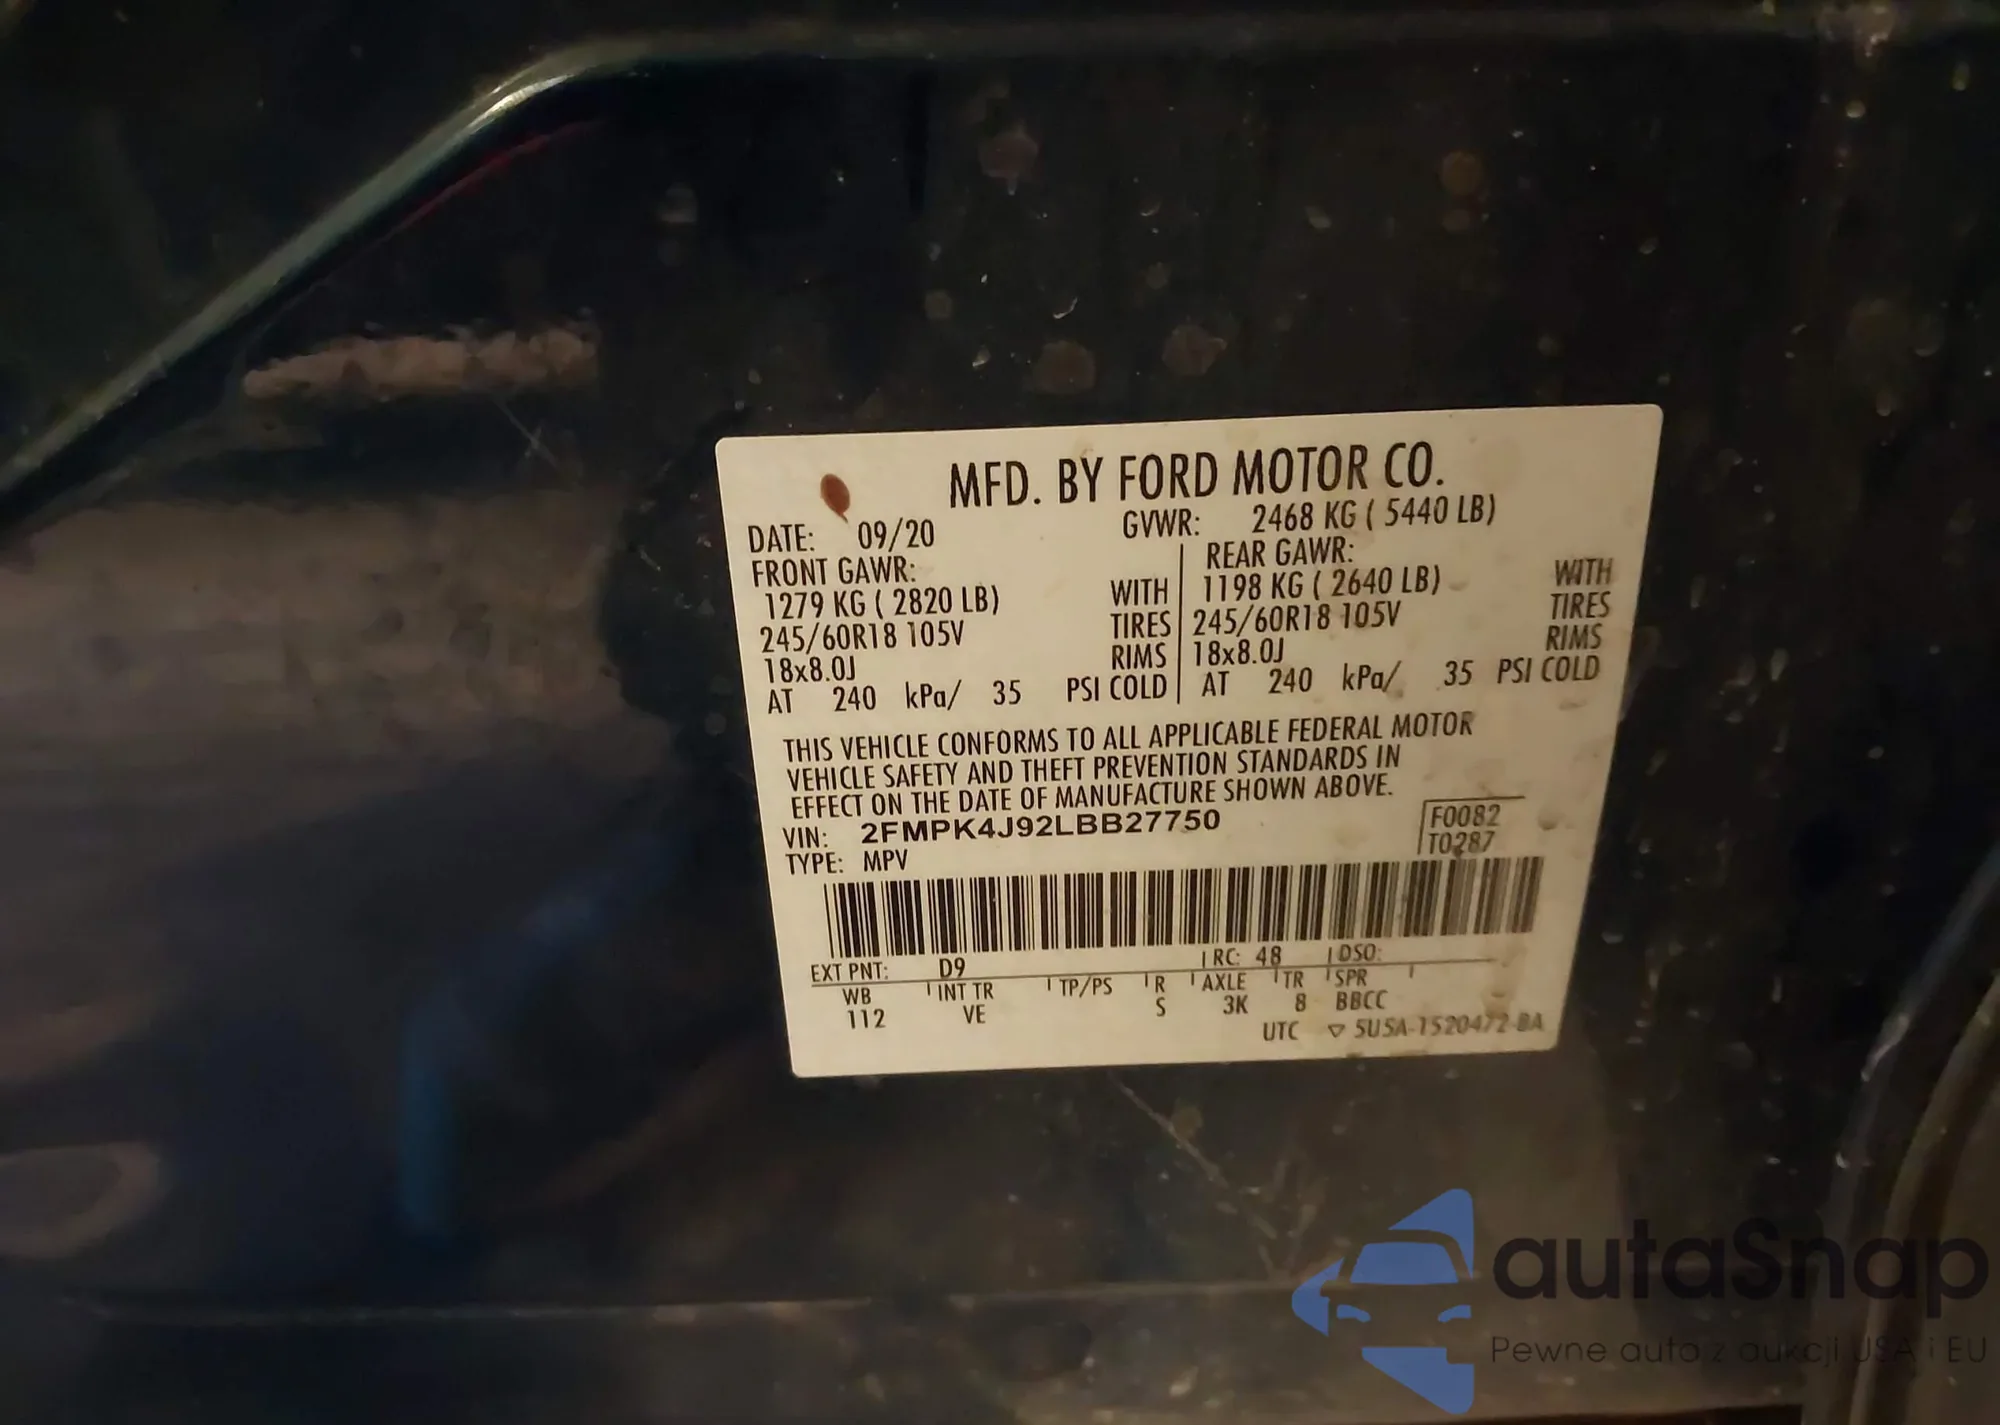 MFD. BY FORD MOTOR CO.
DATE: 09/20 GVWR: 2468 KG ( 5440 LB)
FRONT GAWR: REAR GAWR:
1279 KG ( 2820 LB) WITH 1198 KG ( 2640 LB) WITH
245/60R18 105V TIRES 245/60R18 105V TIRES
18x8.0J RIMS 18x8.0J RIMS
AT 240 kPa/ 35 PSI COLD AT 240 kPa/ 35 PSI COLD
THIS VEHICLE CONFORMS TO ALL APPLICABLE FEDERAL MOTOR
VEHICLE SAFETY AND THEFT PREVENTION STANDARDS IN
EFFECT ON THE DATE OF MANUFACTURE SHOWN ABOVE.
VIN: 2FMPK4J92LBB27750 F0082
TYPE: MPV T0287
EXT PNT: D9 RC: 48 DSO:
WB INT TR TP/PS R AXLE TR SPR
112 VE S 3K 8 BBCC
UTC ▽ 5U5A-1520472-BA
autaSnap
Pewne auta z aukcji USA i EU